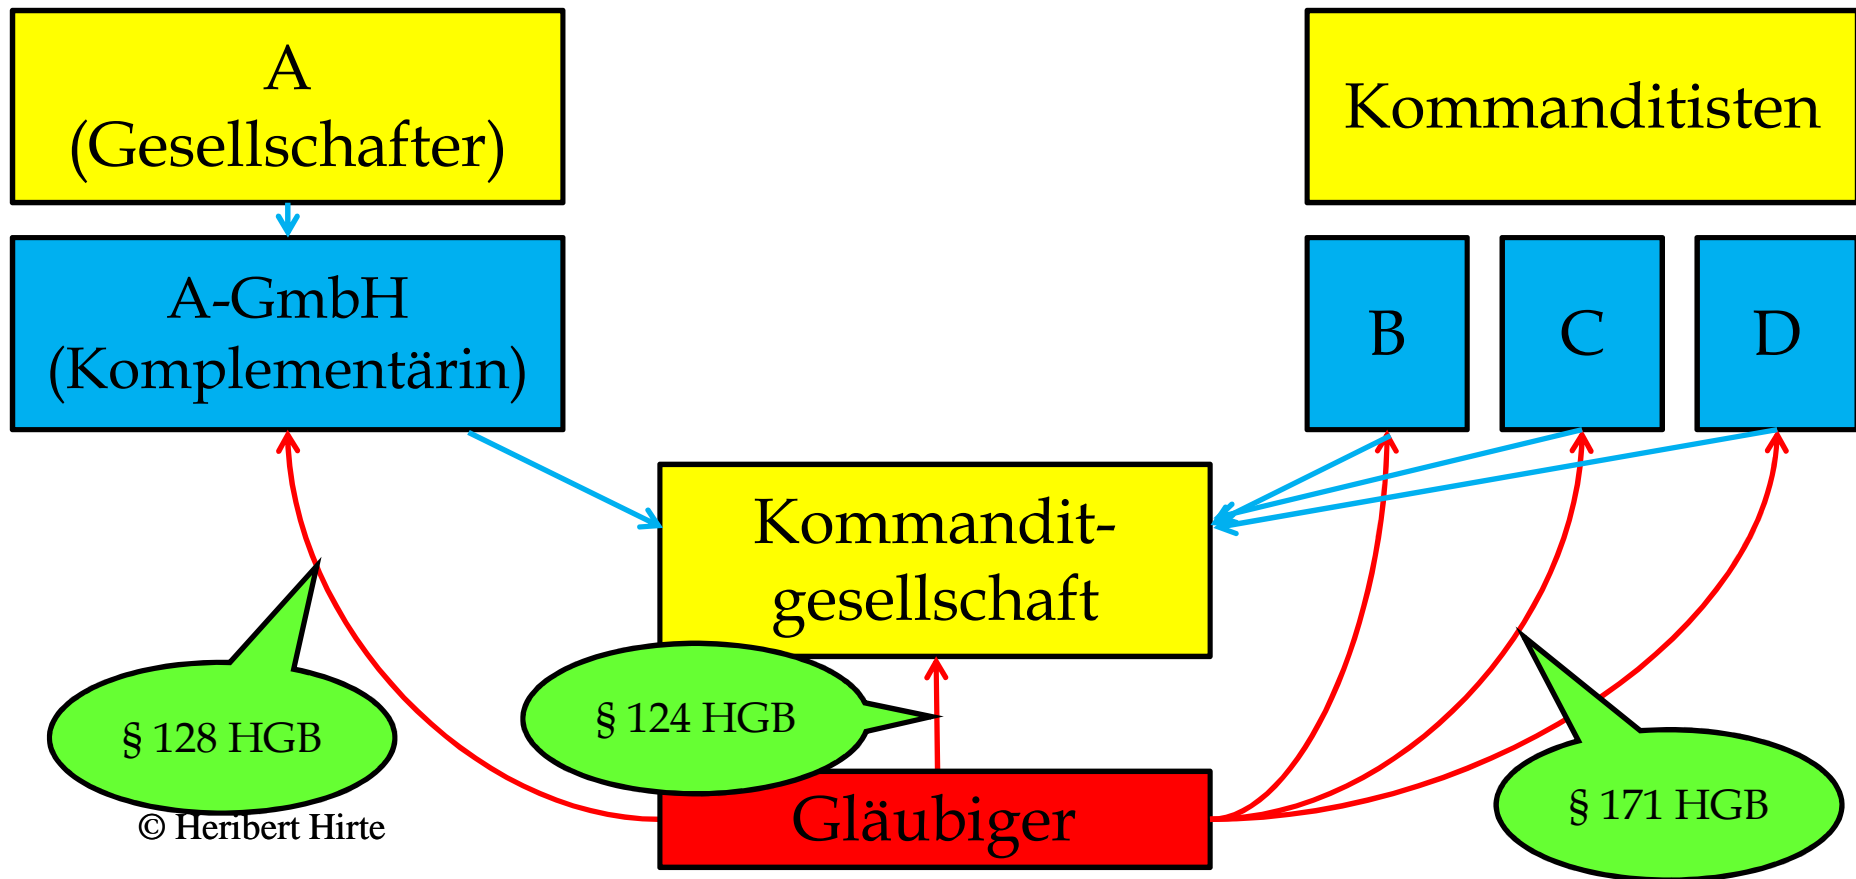 A
(Gesellschafter)
Kommanditisten
A-GmbH
(Komplementärin)
B
C
D
Kommandit-
gesellschaft
§ 128 HGB
§ 124 HGB
§ 171 HGB
Gläubiger
© Heribert Hirte